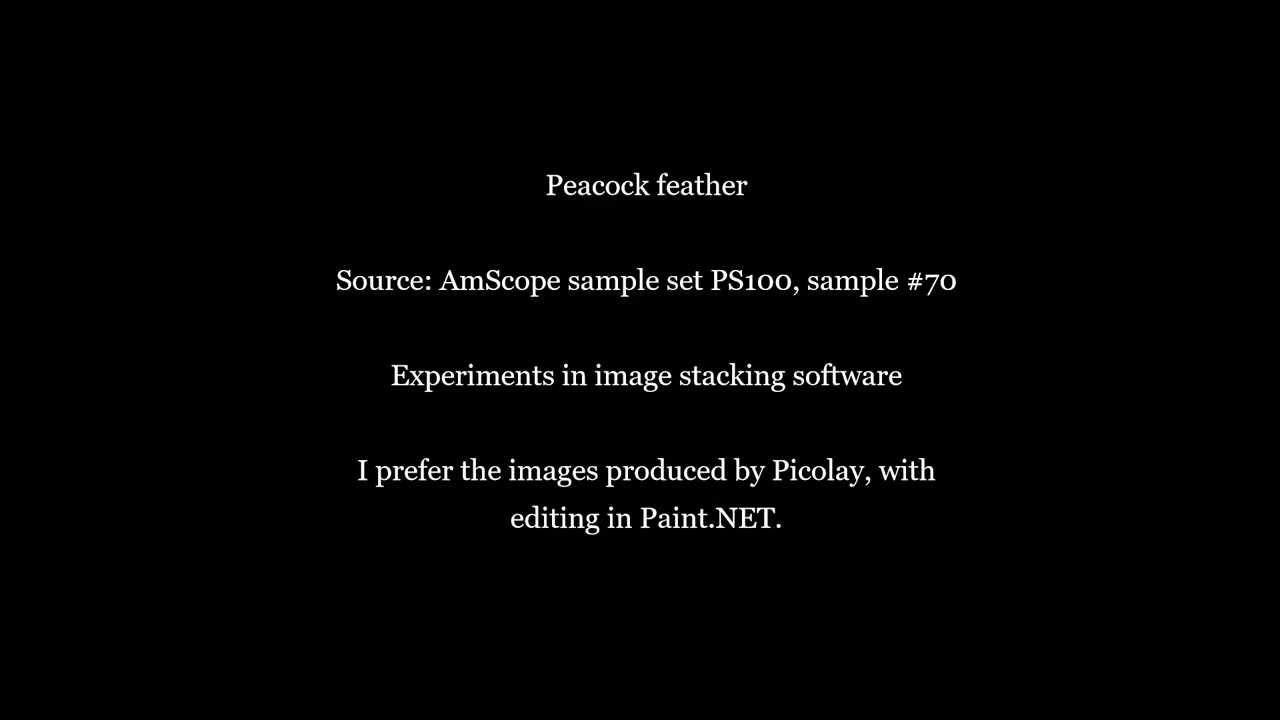 Peacock feather
Source: AmScope sample set PS100, sample #70
Experiments in image stacking software
I prefer the images produced by Picolay, with
editing in Paint.NET.